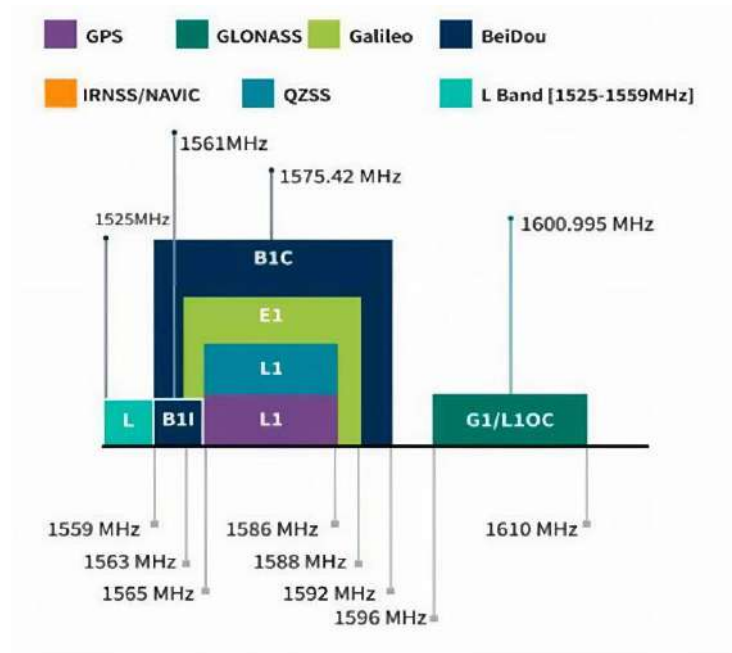 GPS GLONASS Galileo BeiDou
IRNSS/NAVIC QZSS L Band [1525-1559MHz]
1561MHz
1575.42 MHz
1525MHz
1600.995 MHz
B1C
E1
L1
L B1I L1 G1/L1OC
1559 MHz 1586 MHz 1610 MHz
1563 MHz 1588 MHz
1565 MHz 1592 MHz
1596 MHz